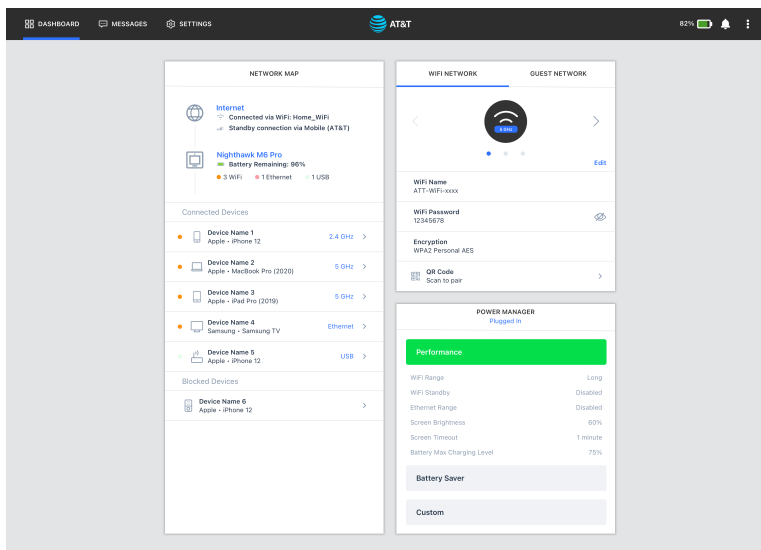 DASHBOARD
MESSAGES
SETTINGS
AT&T
82%
NETWORK MAP
Internet
Connected via WiFi: Home_WiFi
Standby connection via Mobile (AT&T)
Nighthawk M6 Pro
Battery Remaining: 96%
3 WiFi 1 Ethernet 1 USB
Connected Devices
Device Name 1
Apple • iPhone 12
2.4 GHz
Device Name 2
Apple • MacBook Pro (2020)
5 GHz
Device Name 3
Apple • iPad Pro (2019)
5 GHz
Device Name 4
Samsung • Samsung TV
Ethernet
Device Name 5
Apple • iPhone 12
USB
Blocked Devices
Device Name 6
Apple • iPhone 12
WIFI NETWORK
GUEST NETWORK
5 GHz
Edit
WiFi Name
ATT-WiFi-xxxx
WiFi Password
12345678
Encryption
WPA2 Personal AES
QR Code
Scan to pair
POWER MANAGER
Plugged In
Performance
WiFi Range Long
WiFi Standby Disabled
Ethernet Range Disabled
Screen Brightness 60%
Screen Timeout 1 minute
Battery Max Charging Level 75%
Battery Saver
Custom